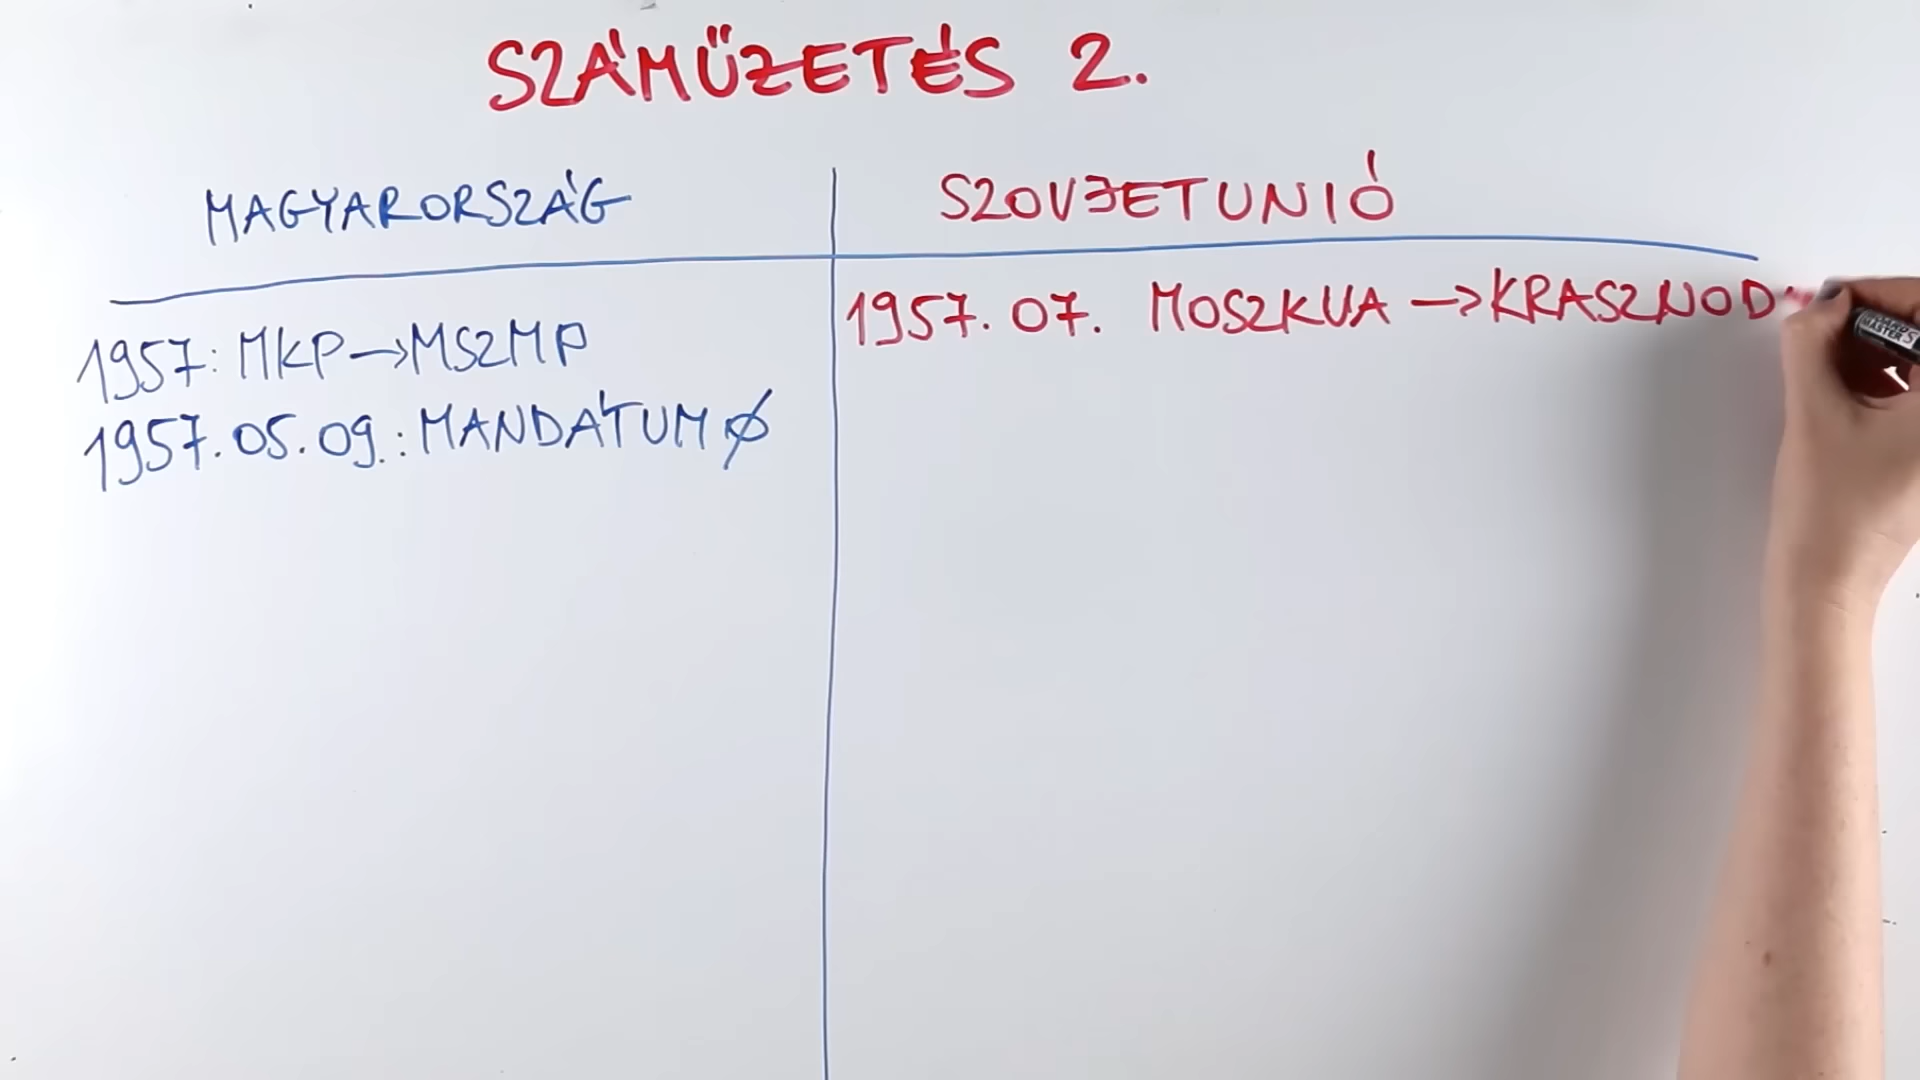 SZÁMŰZETÉS 2.
MAGYARORSZÁG
SZOVJETUNIÓ
1957: MKP→MSZMP
1957.05.09.: MANDÁTUM Ø
1957.07. MOSZKVA →KRASZNOD